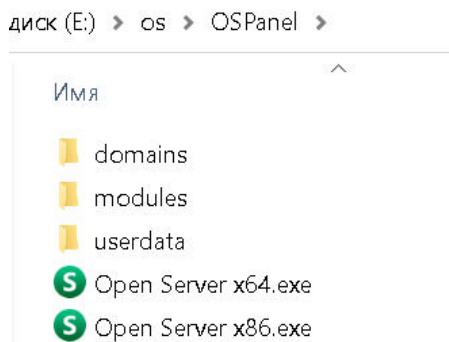 диск (E:) > os > OSPanel >
Имя
domains
modules
userdata
Open Server x64.exe
Open Server x86.exe